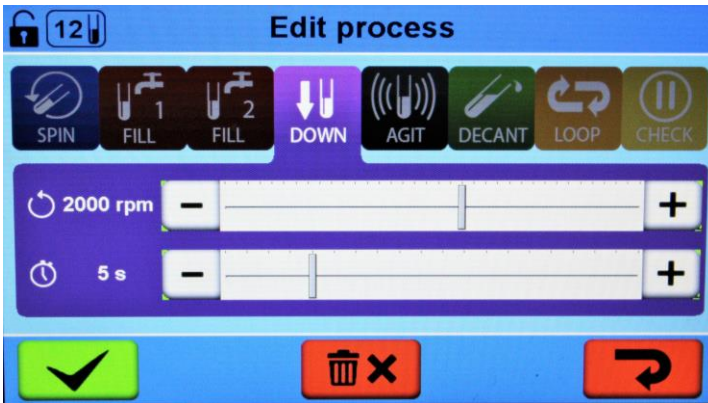 12 Edit process
SPIN
1
FILL
2
FILL
DOWN
AGIT
DECANT
LOOP
CHECK
2000 rpm - +
5 s - +